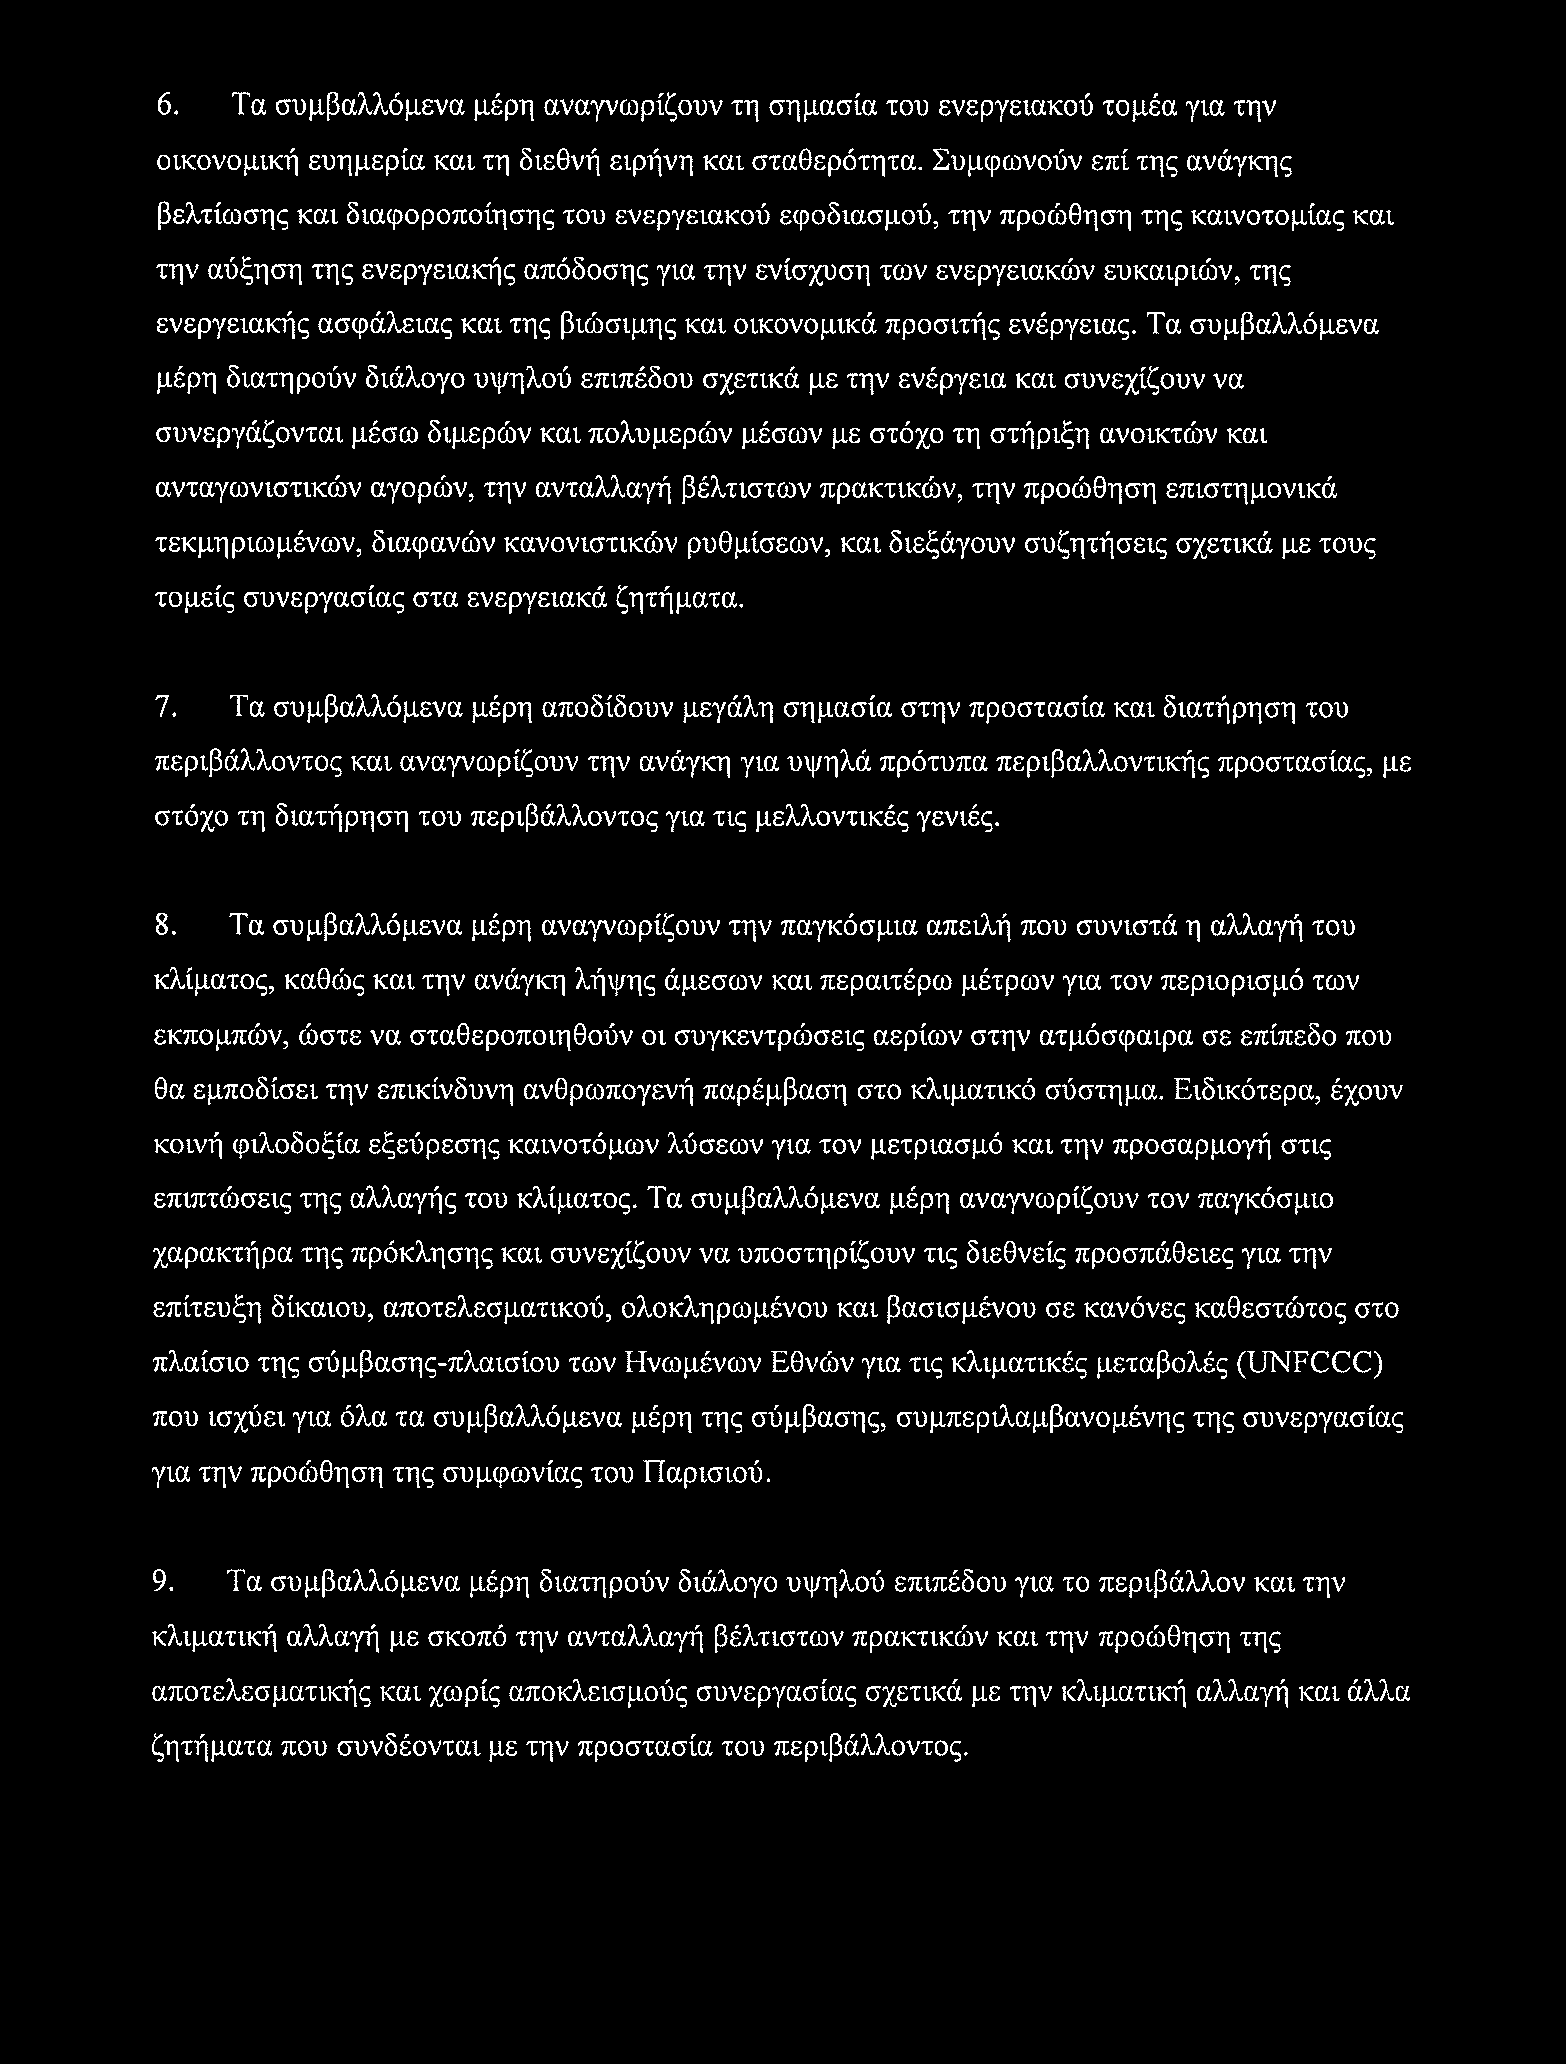 6. Τα συμβαλλόμενα μέρη αναγνωρίζουν τη σημασία του ενεργειακού τομέα για την
οικονομική ευημερία και τη διεθνή ειρήνη και σταθερότητα. Συμφωνούν επί της ανάγκης
βελτίωσης και διαφοροποίησης του ενεργειακού εφοδιασμού, την προώθηση της καινοτομίας και
την αύξηση της ενεργειακής απόδοσης για την ενίσχυση των ενεργειακών ευκαιριών, της
ενεργειακής ασφάλειας και της βιώσιμης και οικονομικά προσιτής ενέργειας. Τα συμβαλλόμενα
μέρη διατηρούν διάλογο υψηλού επιπέδου σχετικά με την ενέργεια και συνεχίζουν να
συνεργάζονται μέσω διμερών και πολυμερών μέσων με στόχο τη στήριξη ανοικτών και
ανταγωνιστικών αγορών, την ανταλλαγή βέλτιστων πρακτικών, την προώθηση επιστημονικά
τεκμηριωμένων, διαφανών κανονιστικών ρυθμίσεων, και διεξάγουν συζητήσεις σχετικά με τους
τομείς συνεργασίας στα ενεργειακά ζητήματα.
7. Τα συμβαλλόμενα μέρη αποδίδουν μεγάλη σημασία στην προστασία και διατήρηση του
περιβάλλοντος και αναγνωρίζουν την ανάγκη για υψηλά πρότυπα περιβαλλοντικής προστασίας, με
στόχο τη διατήρηση του περιβάλλοντος για τις μελλοντικές γενιές.
8. Τα συμβαλλόμενα μέρη αναγνωρίζουν την παγκόσμια απειλή που συνιστά η αλλαγή του
κλίματος, καθώς και την ανάγκη λήψης άμεσων και περαιτέρω μέτρων για τον περιορισμό των
εκπομπών, ώστε να σταθεροποιηθούν οι συγκεντρώσεις αερίων στην ατμόσφαιρα σε επίπεδο που
θα εμποδίσει την επικίνδυνη ανθρωπογενή παρέμβαση στο κλιματικό σύστημα. Ειδικότερα, έχουν
κοινή φιλοδοξία εξεύρεσης καινοτόμων λύσεων για τον μετριασμό και την προσαρμογή στις
επιπτώσεις της αλλαγής του κλίματος. Τα συμβαλλόμενα μέρη αναγνωρίζουν τον παγκόσμιο
χαρακτήρα της πρόκλησης και συνεχίζουν να υποστηρίζουν τις διεθνείς προσπάθειες για την
επίτευξη δίκαιου, αποτελεσματικού, ολοκληρωμένου και βασισμένου σε κανόνες καθεστώτος στο
πλαίσιο της σύμβασης-πλαισίου των Ηνωμένων Εθνών για τις κλιματικές μεταβολές (UNFCCC)
που ισχύει για όλα τα συμβαλλόμενα μέρη της σύμβασης, συμπεριλαμβανομένης της συνεργασίας
για την προώθηση της συμφωνίας του Παρισιού.
9. Τα συμβαλλόμενα μέρη διατηρούν διάλογο υψηλού επιπέδου για το περιβάλλον και την
κλιματική αλλαγή με σκοπό την ανταλλαγή βέλτιστων πρακτικών και την προώθηση της
αποτελεσματικής και χωρίς αποκλεισμούς συνεργασίας σχετικά με την κλιματική αλλαγή και άλλα
ζητήματα που συνδέονται με την προστασία του περιβάλλοντος.